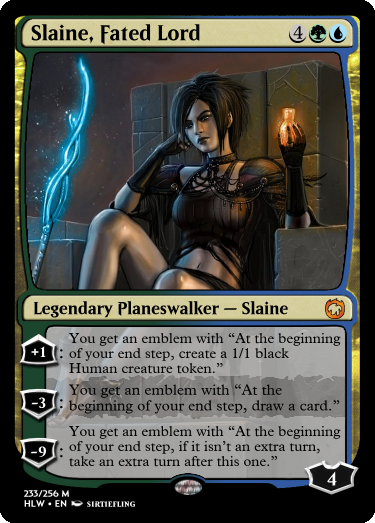 Slaine, Fated Lord 4
Legendary Planeswalker — Slaine
+1: You get an emblem with “At the beginning
of your end step, create a 1/1 black
Human creature token.”
-3: You get an emblem with “At the
beginning of your end step, draw a card.”
-9: You get an emblem with “At the beginning
of your end step, if it isn't an extra turn,
take an extra turn after this one.”
4
233/256 M
HLW • EN SIRTIEFLING